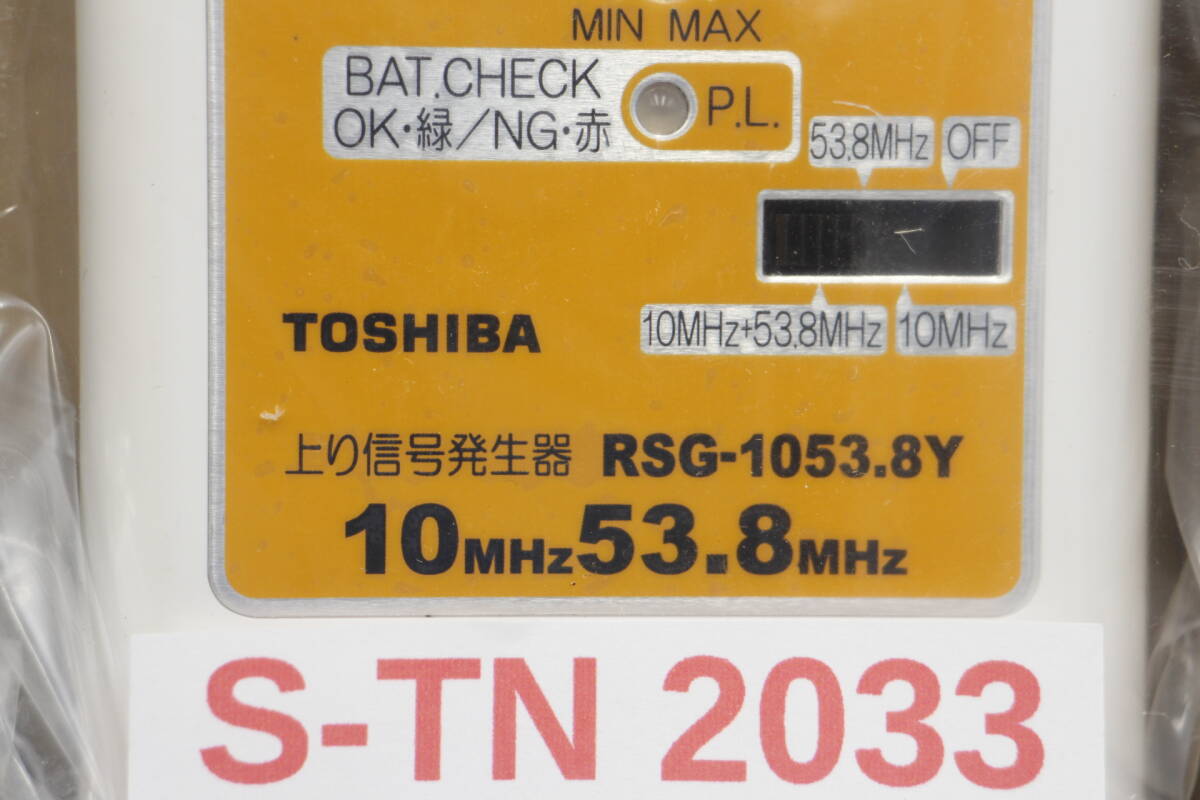 MIN MAX
BAT.CHECK
OK·緑/NG·赤
P.L.
53.8MHz OFF
10MHz+53.8MHz 10MHz
TOSHIBA
上り信号発生器 RSG-1053.8Y
10MHz53.8MHz
S-TN 2033